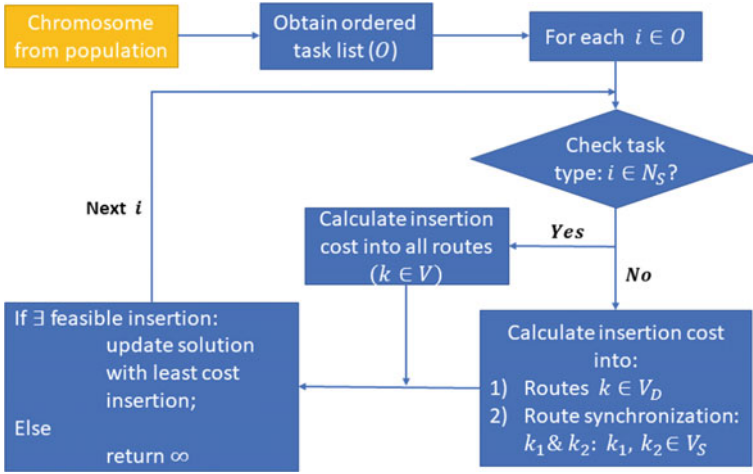 Chromosome
from population
Obtain ordered
task list (O)
For each i ∈ O
Check task
type: i ∈ N_S?
Next i
Calculate insertion
cost into all routes
(k ∈ V)
Yes
No
If ∃ feasible insertion:
update solution
with least cost
insertion;
Else
return ∞
Calculate insertion cost
into:
1) Routes k ∈ V_D
2) Route synchronization:
k_1 & k_2: k_1, k_2 ∈ V_S